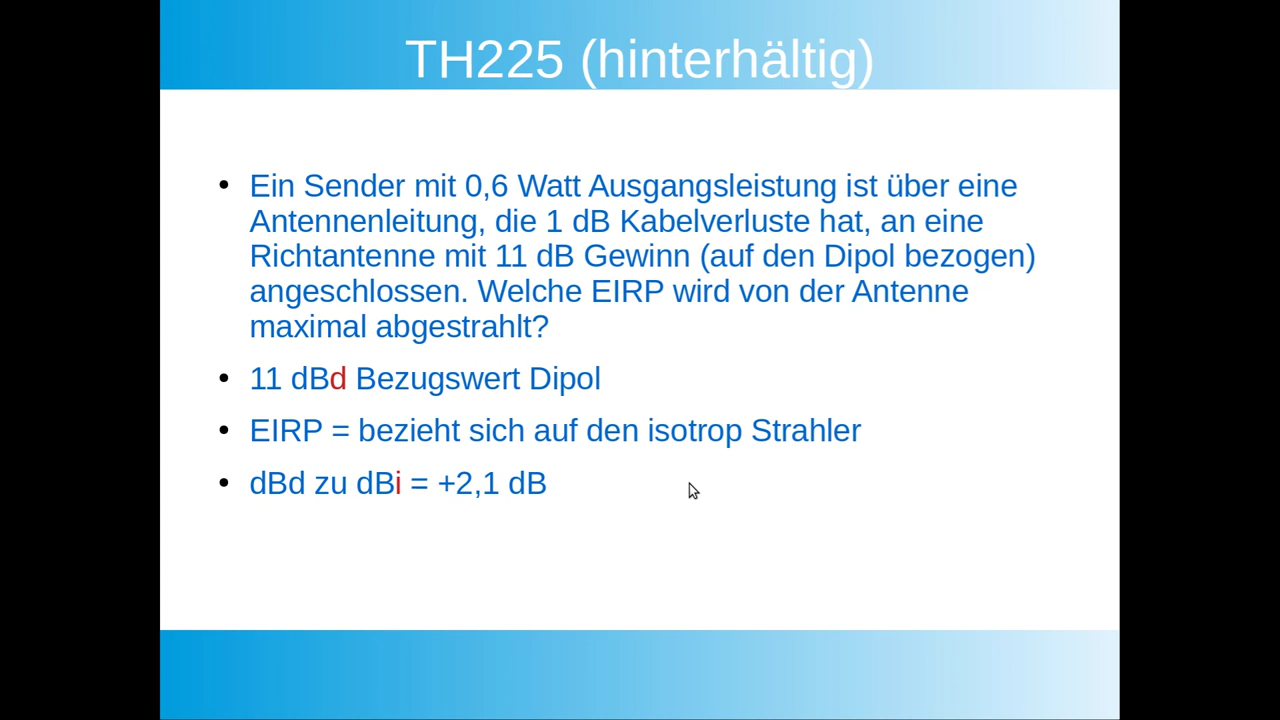 TH225 (hinterhältig)
Ein Sender mit 0,6 Watt Ausgangsleistung ist über eine
Antennenleitung, die 1 dB Kabelverluste hat, an eine
Richtantenne mit 11 dB Gewinn (auf den Dipol bezogen)
angeschlossen. Welche EIRP wird von der Antenne
maximal abgestrahlt?
11 dBd Bezugswert Dipol
EIRP = bezieht sich auf den isotrop Strahler
dBd zu dBi = +2,1 dB